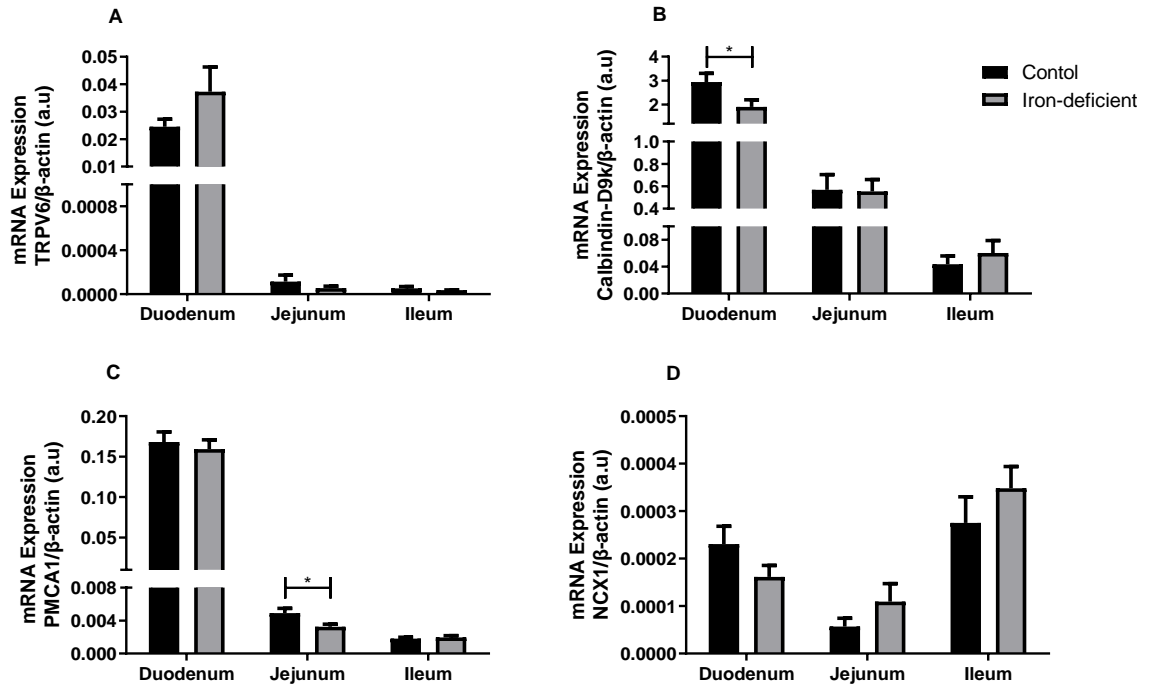 A
mRNA Expression
TRPV6/β-actin (a.u)
0.05
0.04
0.03
0.02
0.01
0.0008
0.0004
0.0000
Duodenum Jejunum Ileum
B
mRNA Expression
Calbindin-D9k/β-actin (a.u)
4
3
2
1.0
0.8
0.6
0.4
0.08
0.04
0.00
*
Duodenum Jejunum Ileum
Contol
Iron-deficient
C
mRNA Expression
PMCA1/β-actin (a.u)
0.20
0.15
0.10
0.05
0.008
0.004
0.000
*
Duodenum Jejunum Ileum
D
mRNA Expression
NCX1/β-actin (a.u)
0.0005
0.0004
0.0003
0.0002
0.0001
0.0000
Duodenum Jejunum Ileum